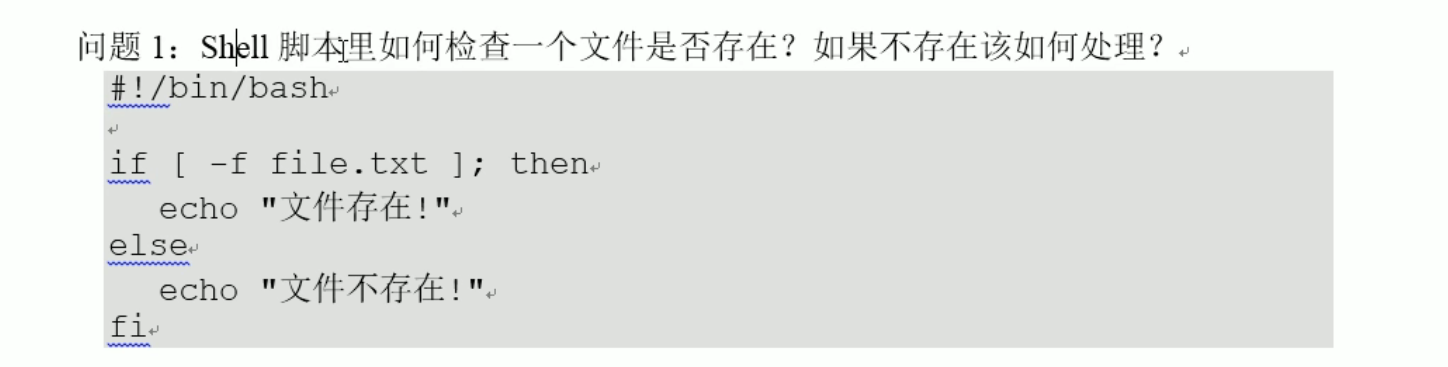 问题 1：Shell 脚本里如何检查一个文件是否存在？如果不存在该如何处理？
#!/bin/bash
if [ -f file.txt ]; then
echo "文件存在!"
else
echo "文件不存在!"
fi